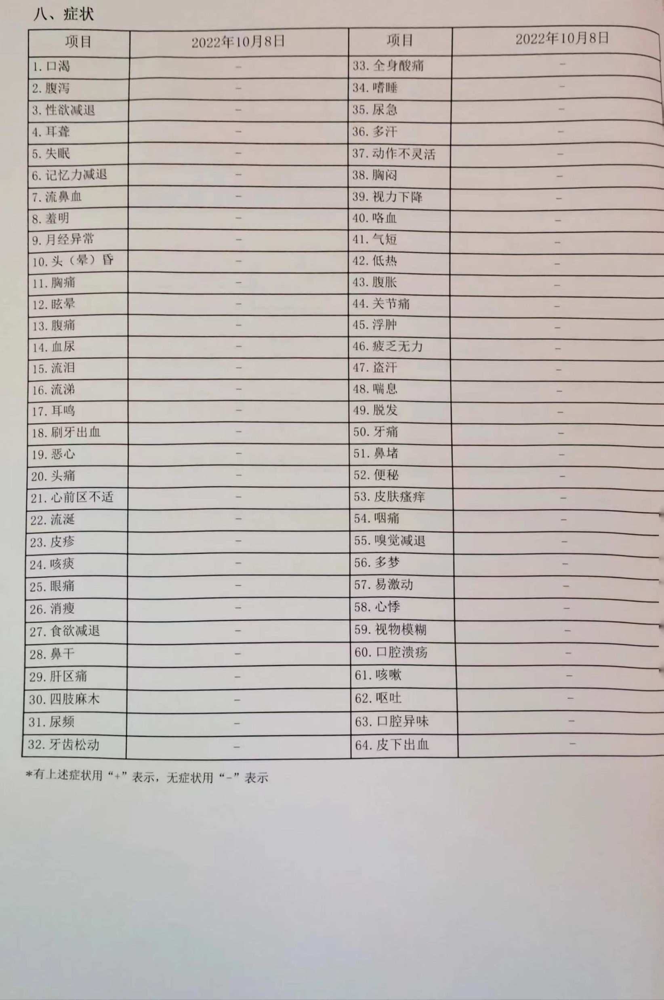 八、症状
项目 2022年10月8日 项目 2022年10月8日
1.口渴 - 33.全身酸痛 -
2.腹泻 - 34.嗜睡 -
3.性欲减退 - 35.尿急 -
4.耳聋 - 36.多汗 -
5.失眠 - 37.动作不灵活 -
6.记忆力减退 - 38.胸闷 -
7.流鼻血 - 39.视力下降 -
8.羞明 - 40.咯血 -
9.月经异常 - 41.气短 -
10.头（晕）昏 - 42.低热 -
11.胸痛 - 43.腹胀 -
12.眩晕 - 44.关节痛 -
13.腹痛 - 45.浮肿 -
14.血尿 - 46.疲乏无力 -
15.流泪 - 47.盗汗 -
16.流涕 - 48.喘息 -
17.耳鸣 - 49.脱发 -
18.刷牙出血 - 50.牙痛 -
19.恶心 - 51.鼻堵 -
20.头痛 - 52.便秘 -
21.心前区不适 - 53.皮肤瘙痒 -
22.流涎 - 54.咽痛 -
23.皮疹 - 55.嗅觉减退 -
24.咳痰 - 56.多梦 -
25.眼痛 - 57.易激动 -
26.消瘦 - 58.心悸 -
27.食欲减退 - 59.视物模糊 -
28.鼻干 - 60.口腔溃疡 -
29.肝区痛 - 61.咳嗽 -
30.四肢麻木 - 62.呕吐 -
31.尿频 - 63.口腔异味 -
32.牙齿松动 - 64.皮下出血 -
*有上述症状用“+”表示，无症状用“-”表示